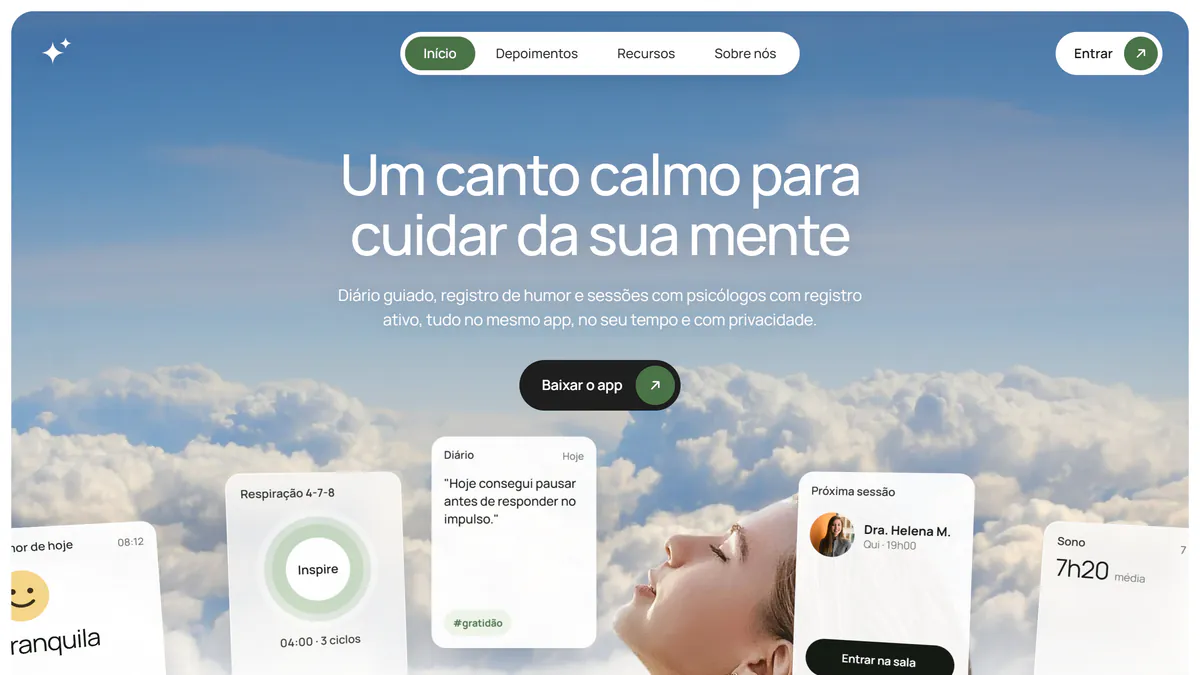 Início
Depoimentos
Recursos
Sobre nós
Entrar
Um canto calmo para
cuidar da sua mente
Diário guiado, registro de humor e sessões com psicólogos com registro
ativo, tudo no mesmo app, no seu tempo e com privacidade.
Baixar o app
de hoje
08:12
Respiração 4-7-8
Inspire
04:00 · 3 ciclos
Diário
Hoje
"Hoje consegui pausar
antes de responder no
impulso."
#gratidão
Próxima sessão
Dra. Helena M.
Qui · 19h00
Entrar na sala
Sono
7
7h20 média